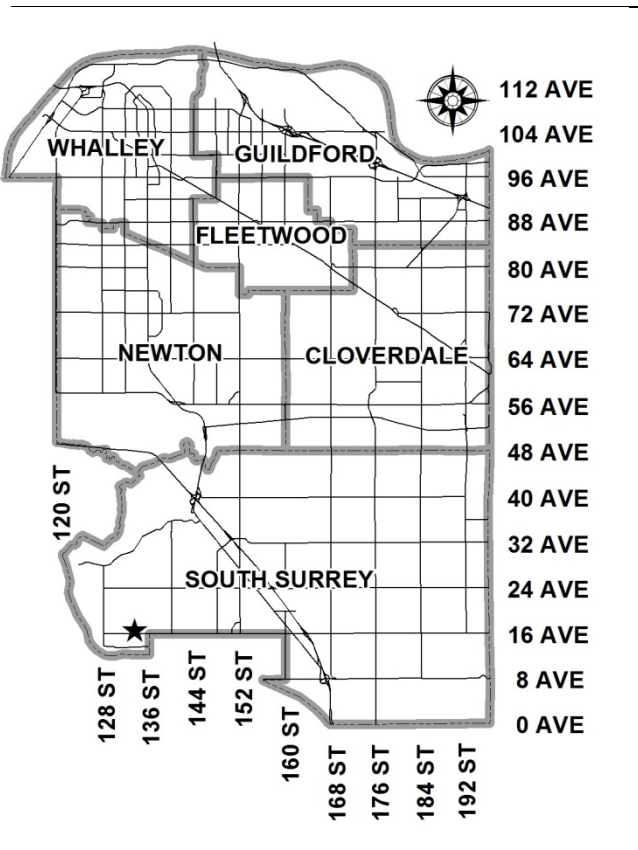 112 AVE
104 AVE
WHALLEY
GUILDFORD
96 AVE
88 AVE
FLEETWOOD
80 AVE
72 AVE
NEWTON
CLOVERDALE
64 AVE
56 AVE
48 AVE
120 ST
40 AVE
32 AVE
SOUTH SURREY
24 AVE
16 AVE
8 AVE
0 AVE
128 ST
136 ST
144 ST
152 ST
160 ST
168 ST
176 ST
184 ST
192 ST